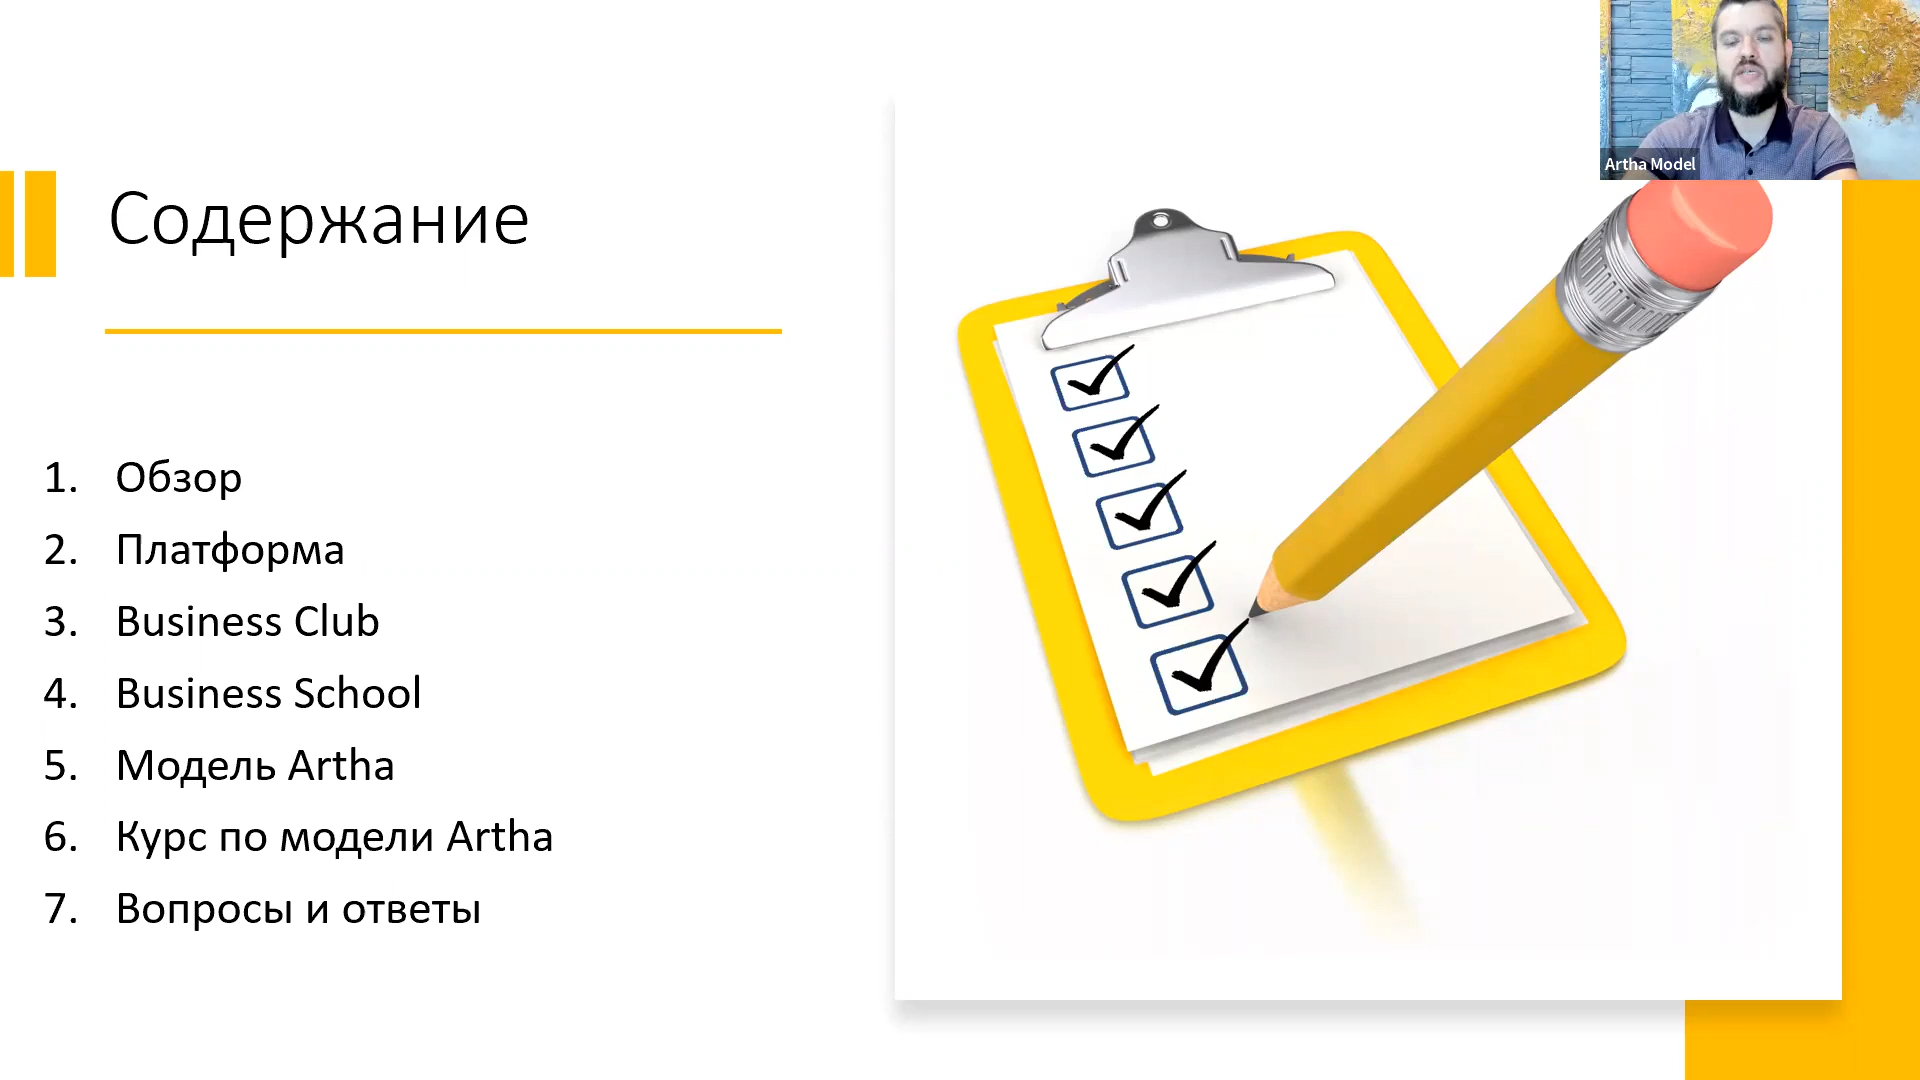 Artha Model
Содержание
1. Обзор
2. Платформа
3. Business Club
4. Business School
5. Модель Artha
6. Курс по модели Artha
7. Вопросы и ответы